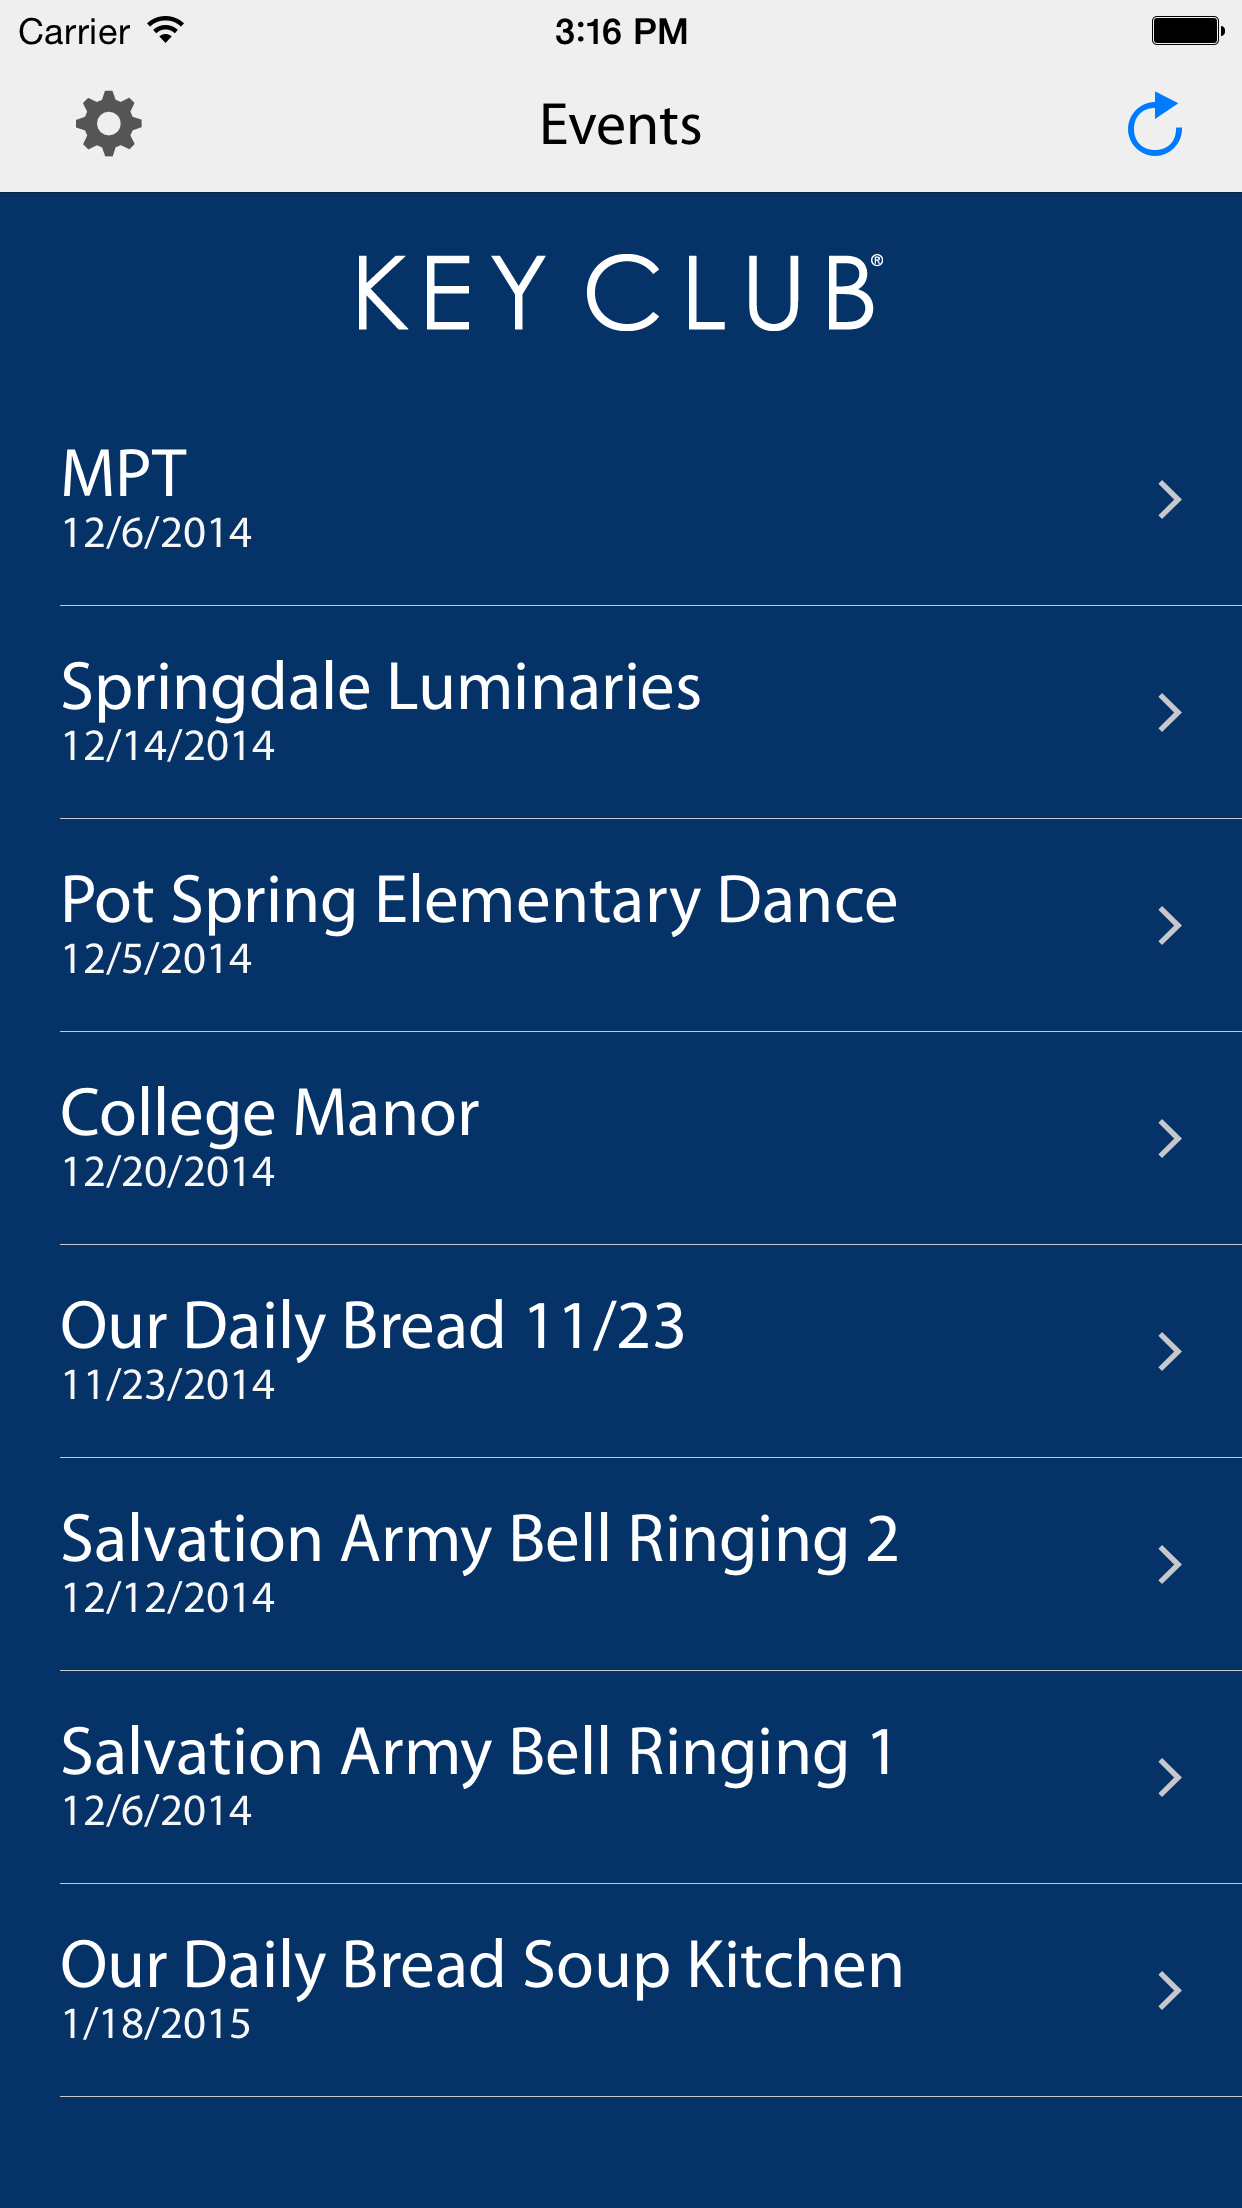 Carrier 3:16 PM
Events
KEY CLUB®
MPT
12/6/2014
Springdale Luminaries
12/14/2014
Pot Spring Elementary Dance
12/5/2014
College Manor
12/20/2014
Our Daily Bread 11/23
11/23/2014
Salvation Army Bell Ringing 2
12/12/2014
Salvation Army Bell Ringing 1
12/6/2014
Our Daily Bread Soup Kitchen
1/18/2015